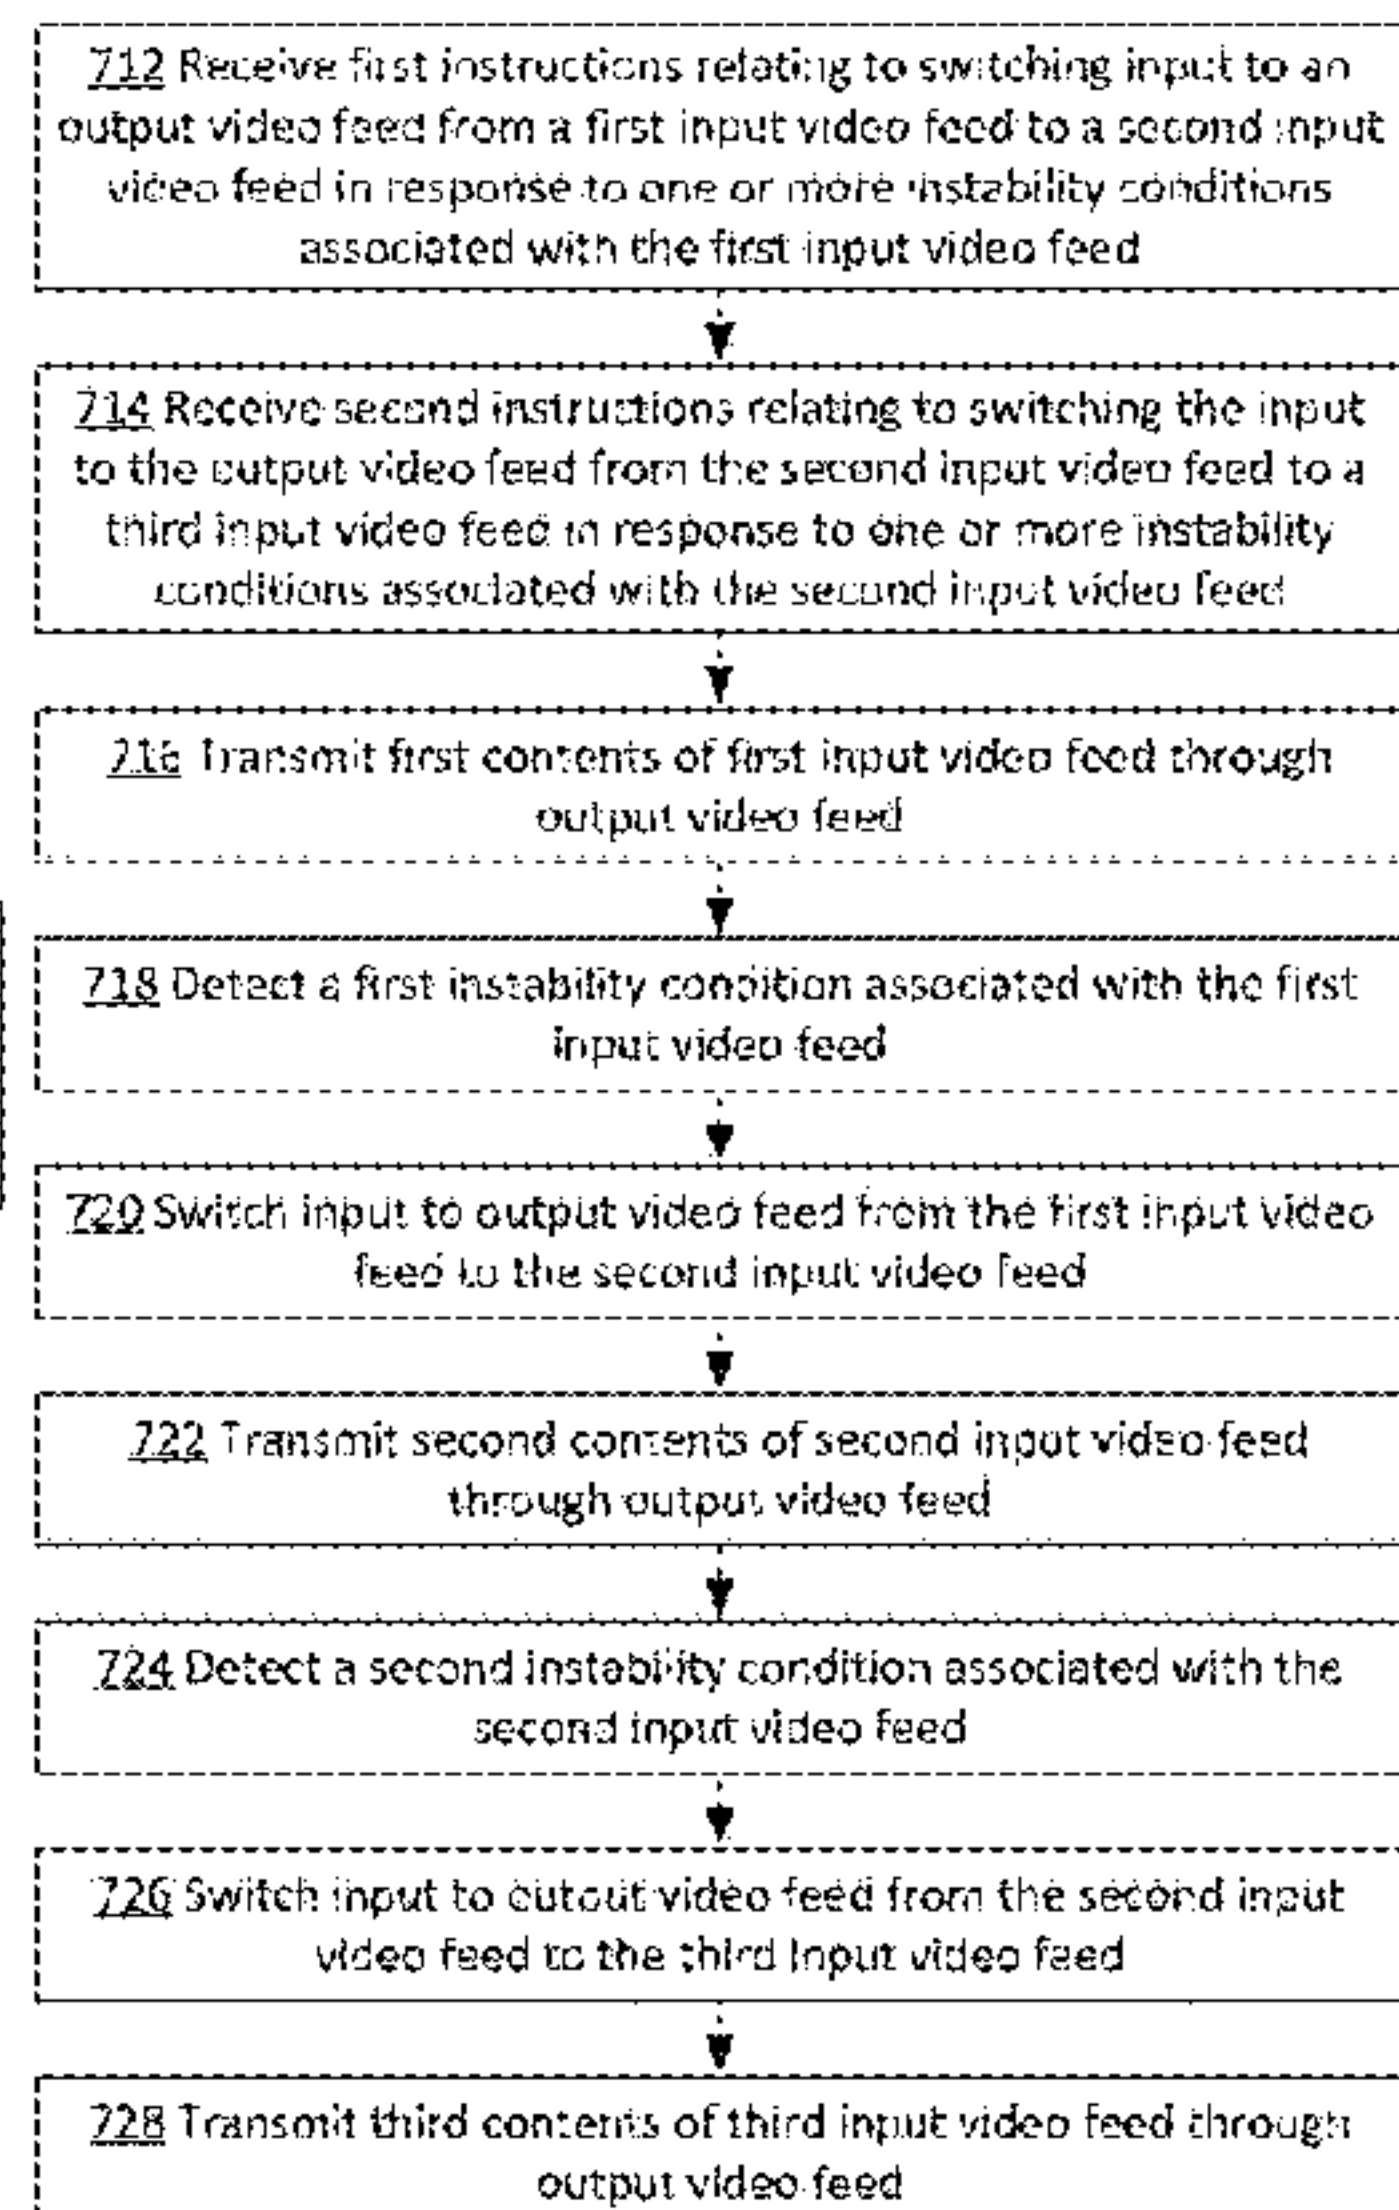 712 Receive first instructions relating to switching input to an
output video feed from a first input video feed to a second input
video feed in response to one or more instability conditions
associated with the first input video feed
714 Receive second instructions relating to switching the input
to the output video feed from the second input video feed to a
third input video feed in response to one or more instability
conditions associated with the second input video feed
716 Transmit first contents of first input video feed through
output video feed
718 Detect a first instability condition associated with the first
input video feed
720 Switch input to output video feed from the first input video
feed to the second input video feed
722 Transmit second contents of second input video feed
through output video feed
724 Detect a second instability condition associated with the
second input video feed
726 Switch input to output video feed from the second input
video feed to the third input video feed
728 Transmit third contents of third input video feed through
output video feed